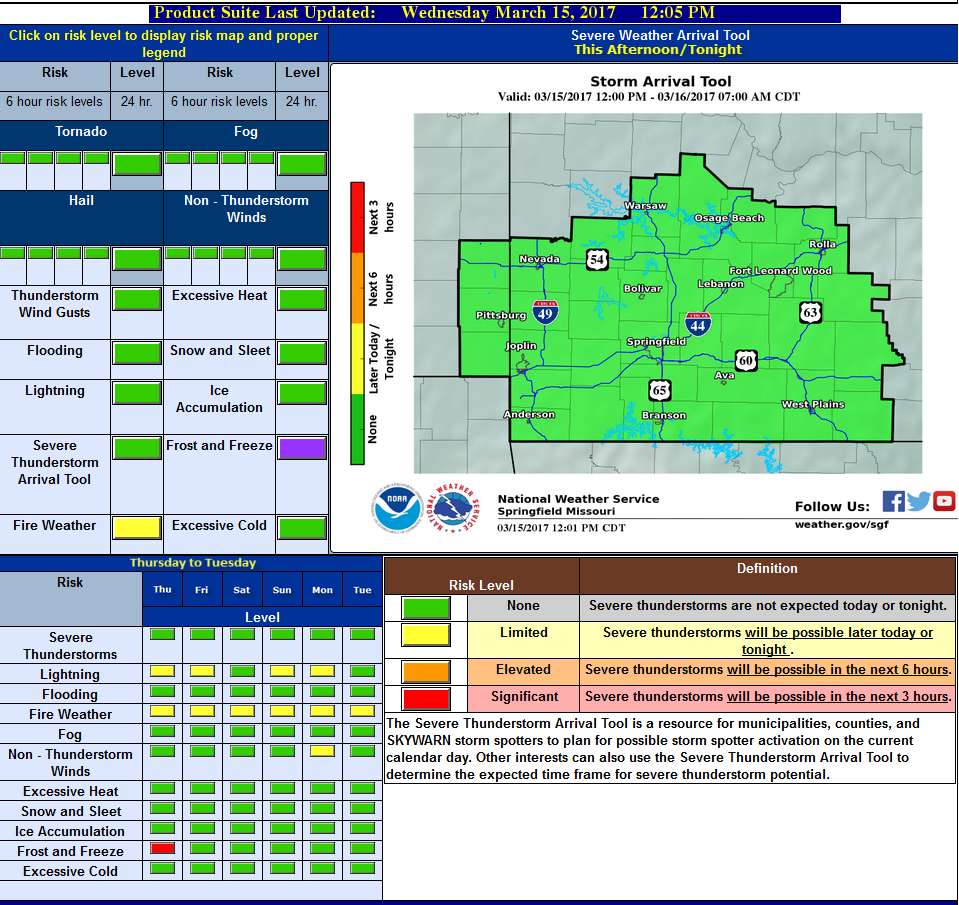 Product Suite Last Updated: Wednesday March 15, 2017 12:05 PM
Click on risk level to display risk map and proper
legend
Risk Level Risk Level
6 hour risk levels 24 hr. 6 hour risk levels 24 hr.
Tornado Fog
Hail Non - Thunderstorm
Winds
Thunderstorm
Wind Gusts
Excessive Heat
Flooding Snow and Sleet
Lightning Ice
Accumulation
Severe
Thunderstorm
Arrival Tool
Frost and Freeze
Fire Weather Excessive Cold
Severe Weather Arrival Tool
This Afternoon/Tonight
Storm Arrival Tool
Valid: 03/15/2017 12:00 PM - 03/16/2017 07:00 AM CDT
Next 3
hours
Next 6
hours
Later Today /
Tonight
None
Warsaw
Osage Beach
Rolla
Nevada
54
Fort Leonard Wood
Bolivar
Lebanon
Pittsburg
49
44
63
Joplin
Springfield
60
Ava
65
Anderson
Branson
West Plains
NOAA
NATIONAL WEATHER SERVICE
National Weather Service
Springfield Missouri
03/15/2017 12:01 PM CDT
Follow Us:
weather.gov/sgf
Thursday to Tuesday
Risk Thu Fri Sat Sun Mon Tue
Level
Severe
Thunderstorms
Lightning
Flooding
Fire Weather
Fog
Non - Thunderstorm
Winds
Excessive Heat
Snow and Sleet
Ice Accumulation
Frost and Freeze
Excessive Cold
Risk Level Definition
None Severe thunderstorms are not expected today or tonight.
Limited Severe thunderstorms will be possible later today or
tonight .
Elevated Severe thunderstorms will be possible in the next 6 hours.
Significant Severe thunderstorms will be possible in the next 3 hours.
The Severe Thunderstorm Arrival Tool is a resource for municipalities, counties, and
SKYWARN storm spotters to plan for possible storm spotter activation on the current
calendar day. Other interests can also use the Severe Thunderstorm Arrival Tool to
determine the expected time frame for severe thunderstorm potential.